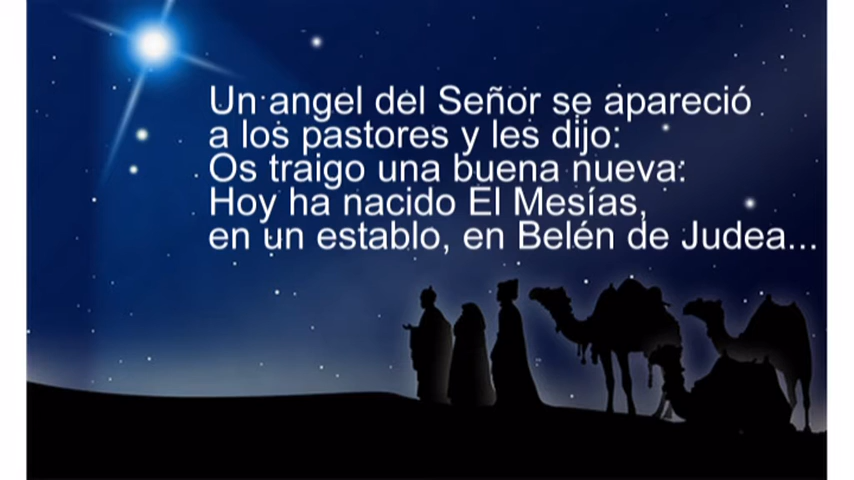 Un angel del Señor se apareció
a los pastores y les dijo:
Os traigo una buena nueva:
Hoy ha nacido El Mesías,
en un establo, en Belén de Judea...